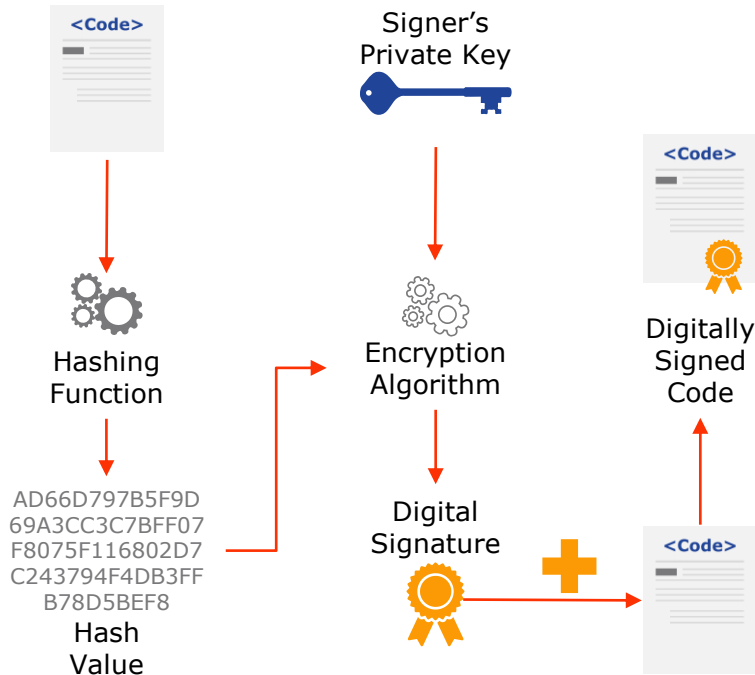 <Code>
Hashing
Function
AD66D797B5F9D
69A3CC3C7BFF07
F8075F116802D7
C243794F4DB3FF
B78D5BEF8
Hash
Value
Signer’s
Private Key
Encryption
Algorithm
Digital
Signature
<Code>
Digitally
Signed
Code
<Code>